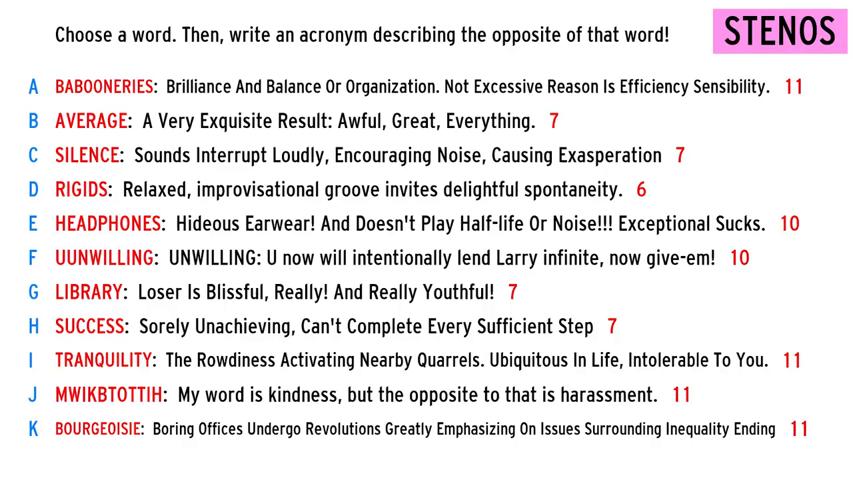 Choose a word. Then, write an acronym describing the opposite of that word!
STENOS
A BABOONERIES: Brilliance And Balance Or Organization. Not Excessive Reason Is Efficiency Sensibility. 11
B AVERAGE: A Very Exquisite Result: Awful, Great, Everything. 7
C SILENCE: Sounds Interrupt Loudly, Encouraging Noise, Causing Exasperation 7
D RIGIDS: Relaxed, improvisational groove invites delightful spontaneity. 6
E HEADPHONES: Hideous Earwear! And Doesn't Play Half-life Or Noise!!! Exceptional Sucks. 10
F UUNWILLING: UNWILLING: U now will intentionally lend Larry infinite, now give-em! 10
G LIBRARY: Loser Is Blissful, Really! And Really Youthful! 7
H SUCCESS: Sorely Unachieving, Can't Complete Every Sufficient Step 7
I TRANQUILITY: The Rowdiness Activating Nearby Quarrels. Ubiquitous In Life, Intolerable To You. 11
J MWIKBTOTTIH: My word is kindness, but the opposite to that is harassment. 11
K BOURGEOISIE: Boring Offices Undergo Revolutions Greatly Emphasizing On Issues Surrounding Inequality Ending 11